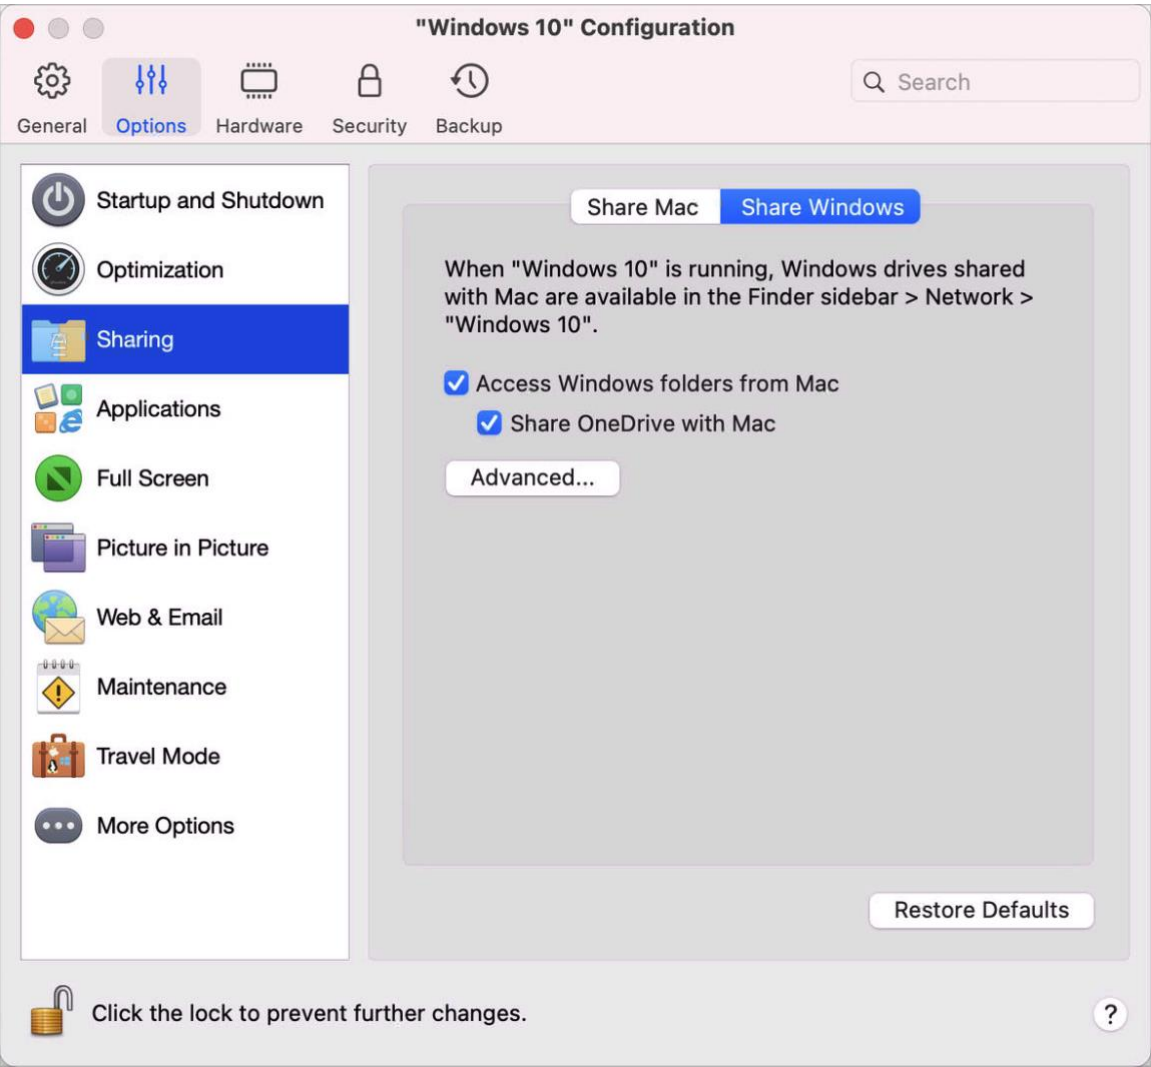 "Windows 10" Configuration
General
Options
Hardware
Security
Backup
Search
Startup and Shutdown
Optimization
Sharing
Applications
Full Screen
Picture in Picture
Web & Email
Maintenance
Travel Mode
More Options
Share Mac
Share Windows
When "Windows 10" is running, Windows drives shared
with Mac are available in the Finder sidebar > Network >
"Windows 10".
Access Windows folders from Mac
Share OneDrive with Mac
Advanced...
Restore Defaults
Click the lock to prevent further changes.
?